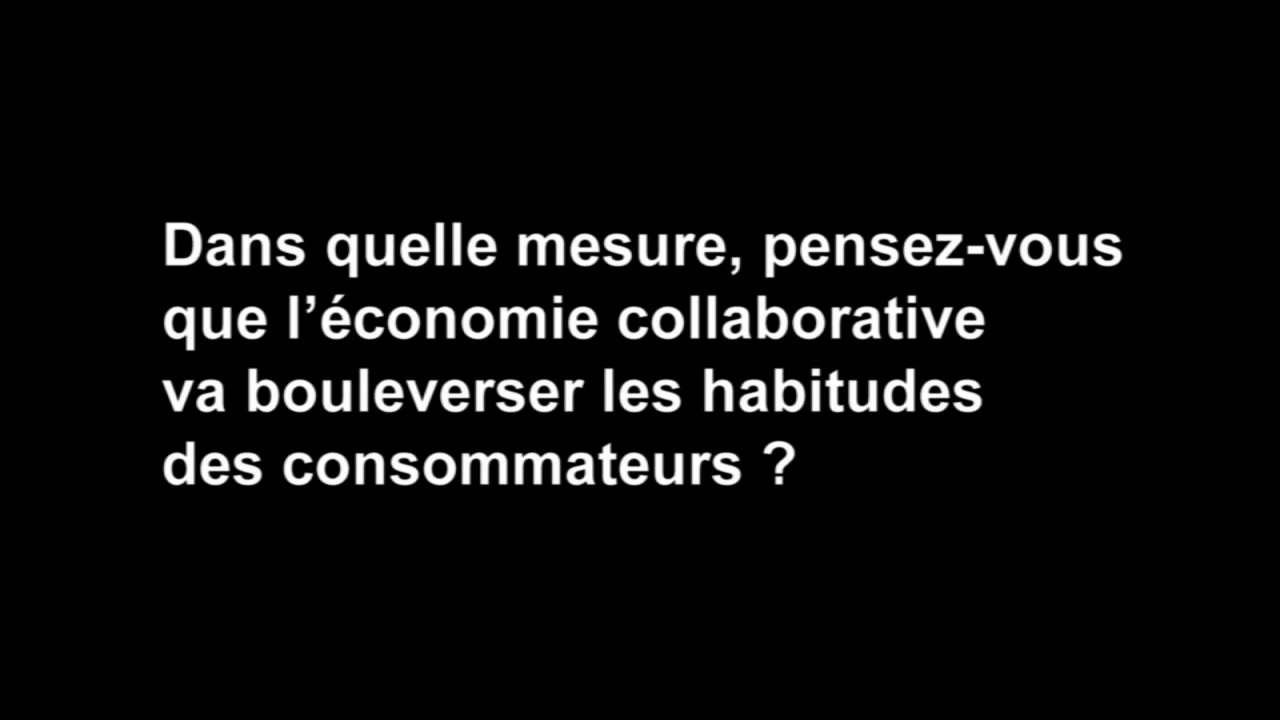 Dans quelle mesure, pensez-vous
que l’économie collaborative
va bouleverser les habitudes
des consommateurs ?